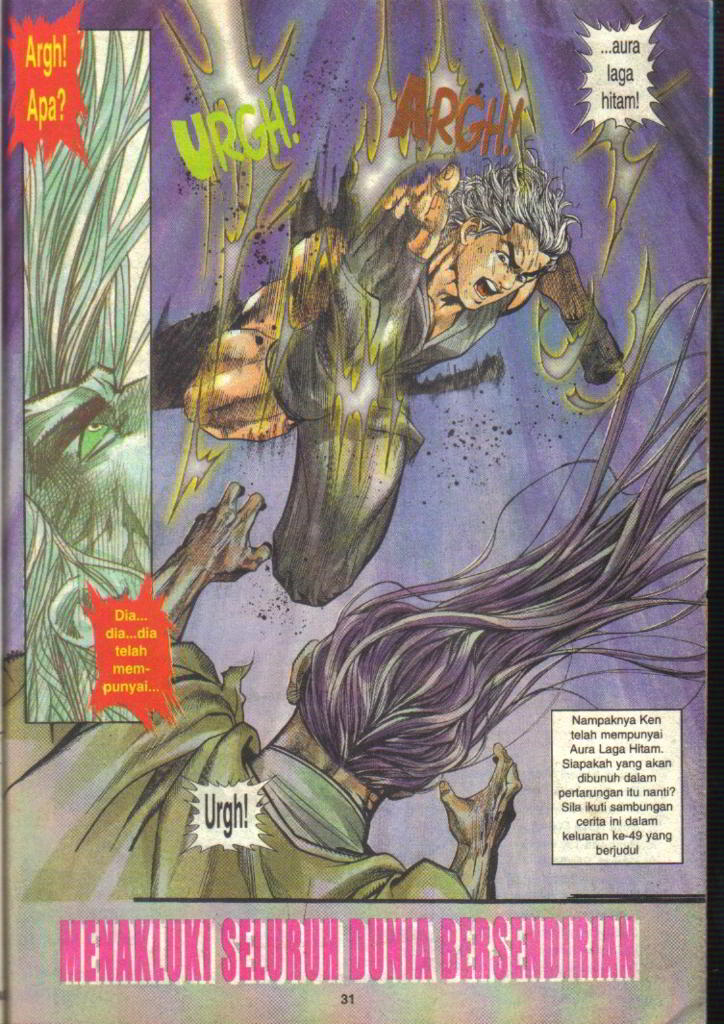 Argh!
Apa?
URGH!
ARGH!
...aura
laga
hitam!
Dia...
dia...dia
telah
mem-
punyai...
Urgh!
Nampaknya Ken
telah mempunyai
Aura Laga Hitam.
Siapakah yang akan
dibunuh dalam
pertarungan itu nanti?
Sila ikuti sambungan
cerita ini dalam
keluaran ke-49 yang
berjudul
MENAKLUKI SELURUH DUNIA BERSENDIRIAN
31